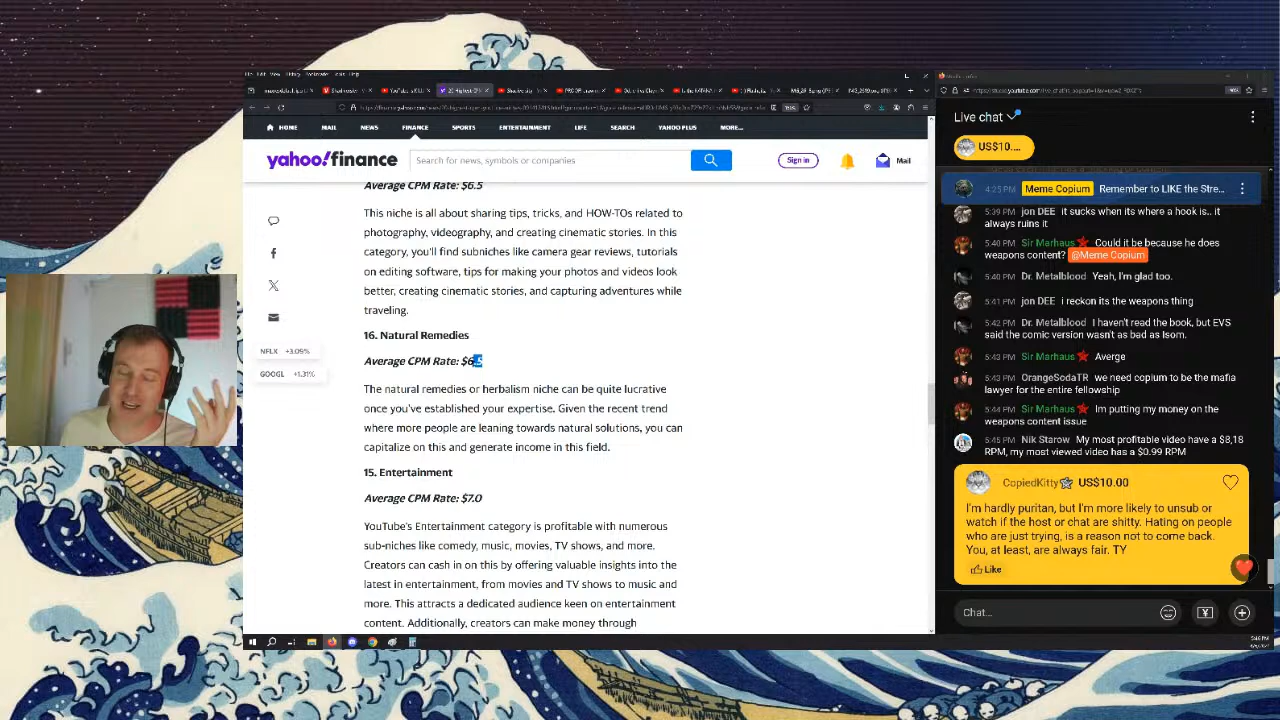 HOME MAIL NEWS FINANCE SPORTS ENTERTAINMENT LIFE SEARCH YAHOO PLUS MORE...
yahoo!finance
Search for news, symbols or companies
Sign in
Mail
Average CPM Rate: $6.5
This niche is all about sharing tips, tricks, and HOW-TOs related to
photography, videography, and creating cinematic stories. In this
category, you'll find subniches like camera gear reviews, tutorials
on editing software, tips for making your photos and videos look
better, creating cinematic stories, and capturing adventures while
traveling.
16. Natural Remedies
NFLX +3.09%
Average CPM Rate: $6.5
GOOGL +1.31%
The natural remedies or herbalism niche can be quite lucrative
once you've established your expertise. Given the recent trend
where more people are leaning towards natural solutions, you can
capitalize on this and generate income in this field.
15. Entertainment
Average CPM Rate: $7.0
YouTube's Entertainment category is profitable with numerous
sub-niches like comedy, music, movies, TV shows, and more.
Creators can cash in on this by offering valuable insights into the
latest in entertainment, from movies and TV shows to music and
more. This attracts a dedicated audience keen on entertainment
content. Additionally, creators can make money through
Live chat
US$10....
4:25 PM Meme Copium Remember to LIKE the Stre...
5:39 PM jon DEE it sucks when its where a hook is.. it
always ruins it
5:40 PM Sir Marhaus Could it be because he does
weapons content? @Meme Copium
5:40 PM Dr. Metalblood Yeah, I'm glad too.
5:41 PM jon DEE i reckon its the weapons thing
5:42 PM Dr. Metalblood I haven't read the book, but EVS
said the comic version wasn't as bad as Isom.
5:43 PM Sir Marhaus Averge
5:43 PM OrangeSodaTR we need copium to be the mafia
lawyer for the entire fellowship
5:44 PM Sir Marhaus Im putting my money on the
weapons content issue
5:45 PM Nik Starow My most profitable video have a $8,18
RPM, my most viewed video has a $0.99 RPM
CopiedKitty US$10.00
I'm hardly puritan, but I'm more likely to unsub or
watch if the host or chat are shitty. Hating on people
who are just trying, is a reason not to come back.
You, at least, are always fair. TY
Like
Chat...